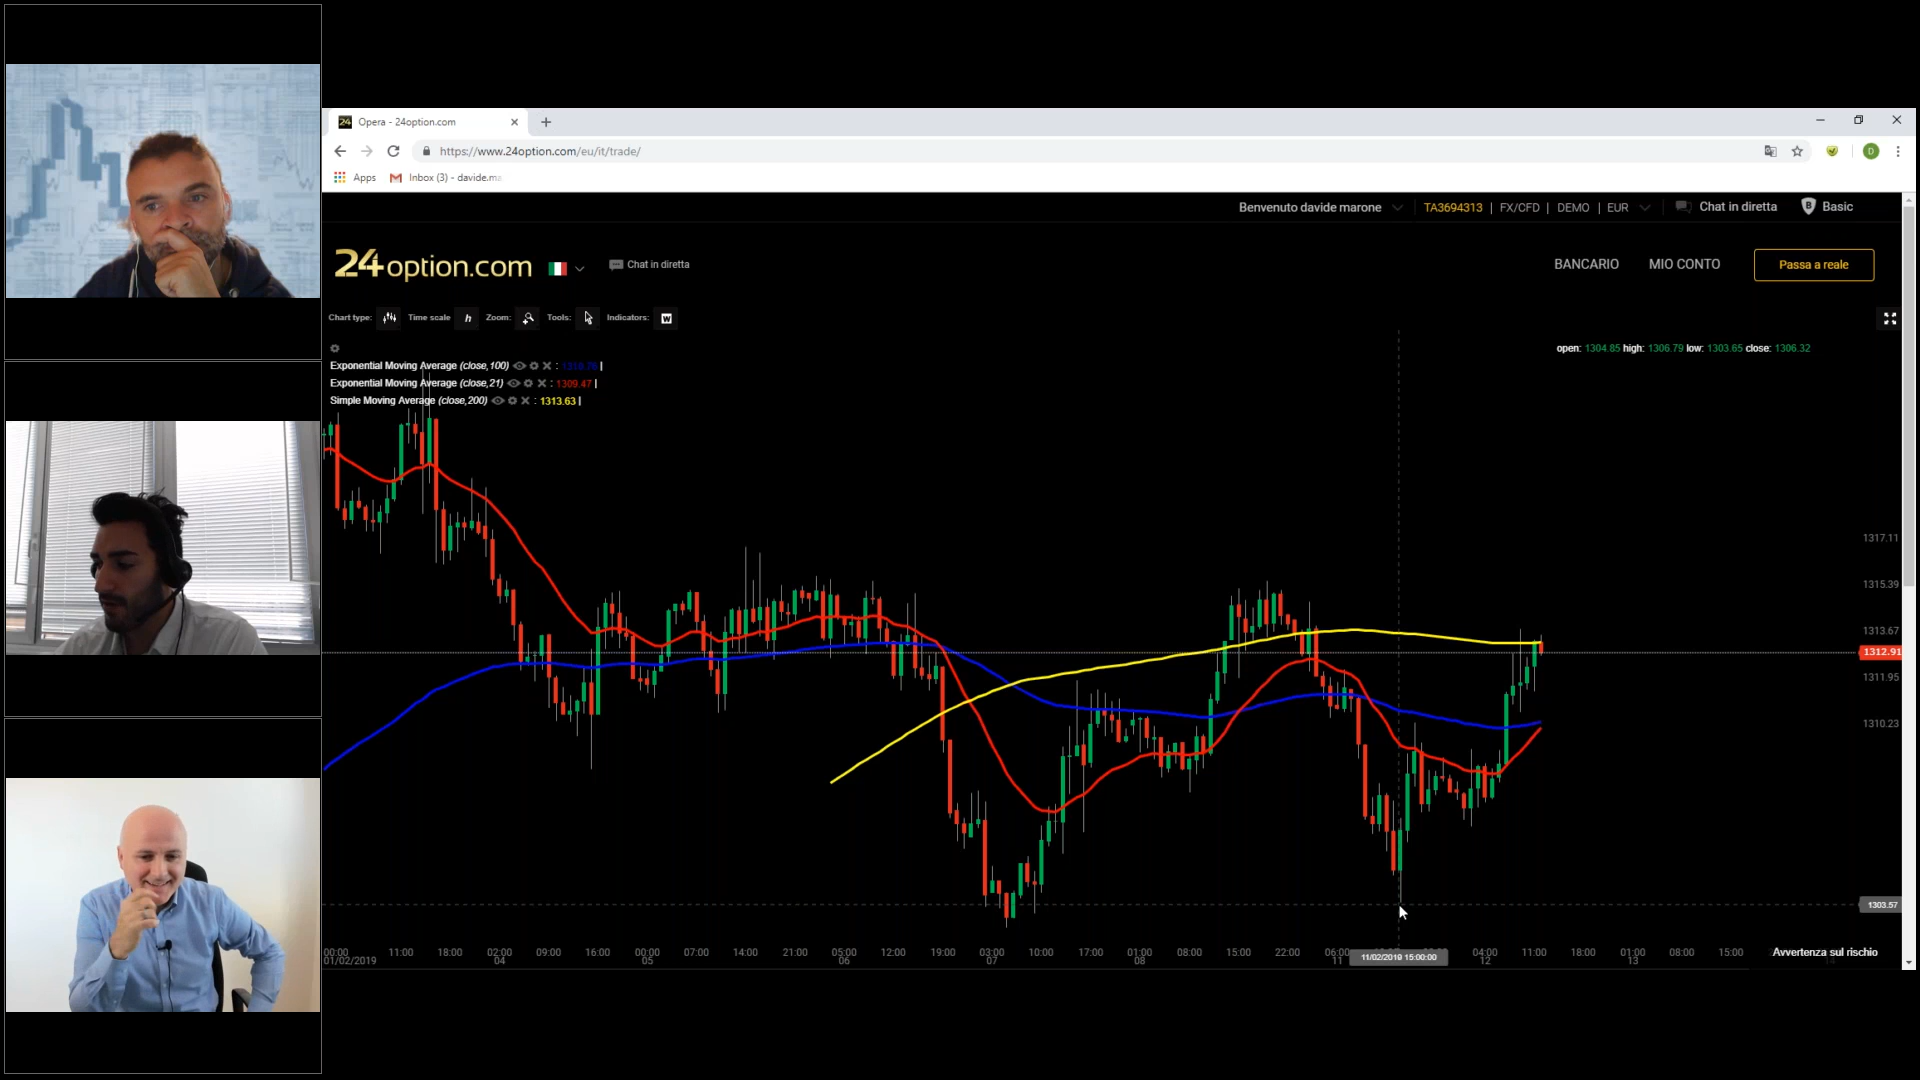 24 Opera - 24option.com
https://www.24option.com/eu/it/trade/
D
Apps
Inbox (3) - davide.ma
Benvenuto davide marone
TA3694313 | FX/CFD | DEMO | EUR
Chat in diretta
B Basic
24option.com
Chat in diretta
BANCARIO
MIO CONTO
Passa a reale
Chart type:
Time scale h
Zoom:
Tools:
Indicators: W
open: 1304.85 high: 1306.79 low: 1303.65 close: 1306.32
Exponential Moving Average (close,100) :
Exponential Moving Average (close,21) : 1309.47 |
Simple Moving Average (close,200) : 1313.63 |
1317.11
1315.39
1313.67
1312.91
1311.95
1310.23
1303.57
00:00 11:00 18:00 02:00 09:00 16:00 00:00 07:00 14:00 21:00 05:00 12:00 19:00 03:00 10:00 17:00 01:00 08:00 15:00 22:00 06:00 04:00 11:00 18:00 01:00 08:00 15:00
01/02/2019 04 05 06 07 08 11 12 13
11/02/2019 15:00:00
Avvertenza sul rischio